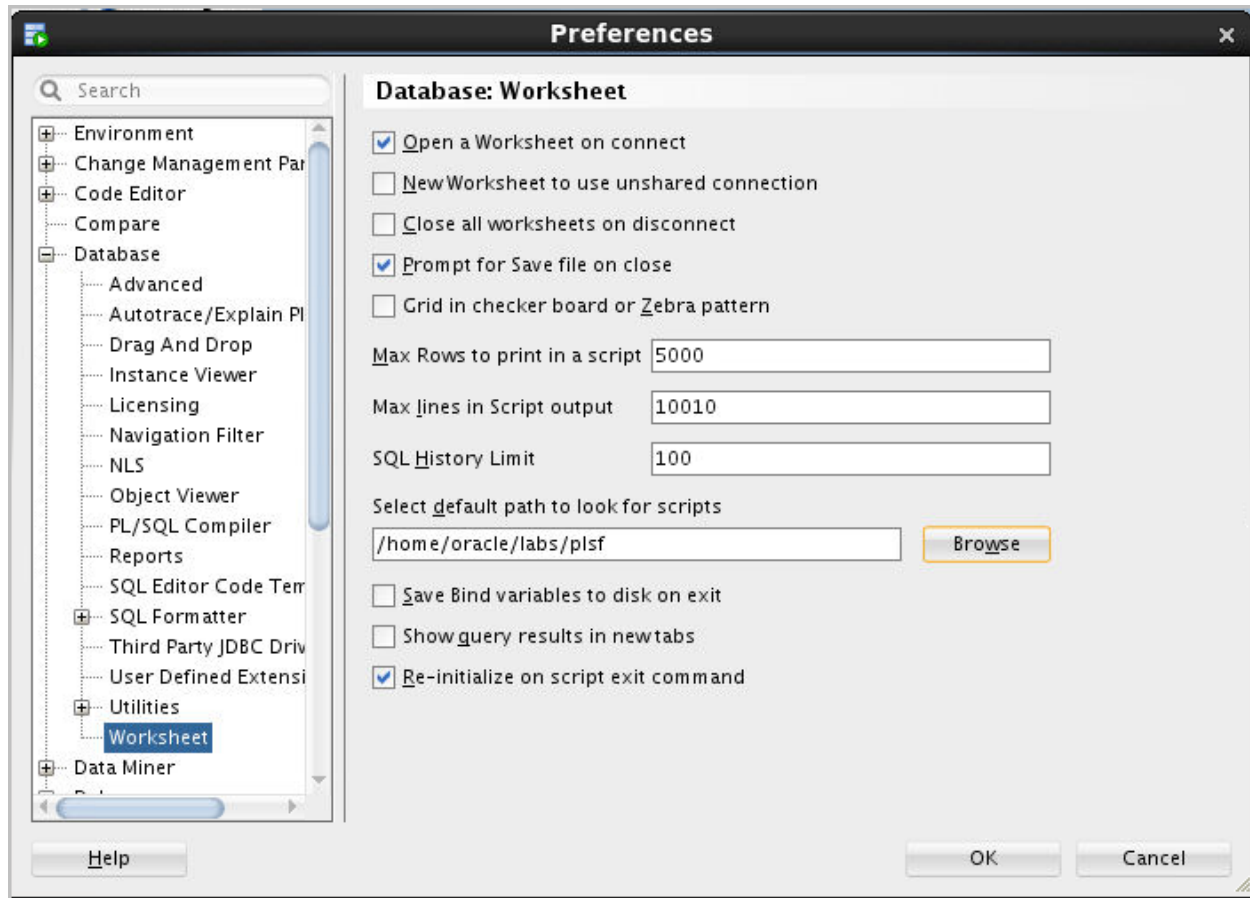 Preferences
Search
Environment
Change Management Par
Code Editor
Compare
Database
Advanced
Autotrace/Explain Pl
Drag And Drop
Instance Viewer
Licensing
Navigation Filter
NLS
Object Viewer
PL/SQL Compiler
Reports
SQL Editor Code Tem
SQL Formatter
Third Party JDBC Driv
User Defined Extensi
Utilities
Worksheet
Data Miner
Database: Worksheet
Open a Worksheet on connect
New Worksheet to use unshared connection
Close all worksheets on disconnect
Prompt for Save file on close
Grid in checker board or Zebra pattern
Max Rows to print in a script 5000
Max lines in Script output 10010
SQL History Limit 100
Select default path to look for scripts
/home/oracle/labs/plsf Browse
Save Bind variables to disk on exit
Show query results in new tabs
Re-initialize on script exit command
Help OK Cancel